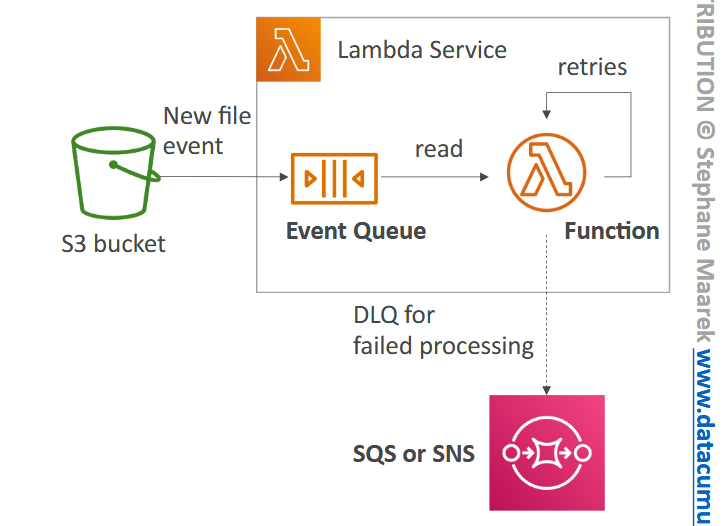 Lambda Service
retries
New file
event
read
S3 bucket
Event Queue
Function
DLQ for
failed processing
SQS or SNS
© Stephane Maarek www.datacumu